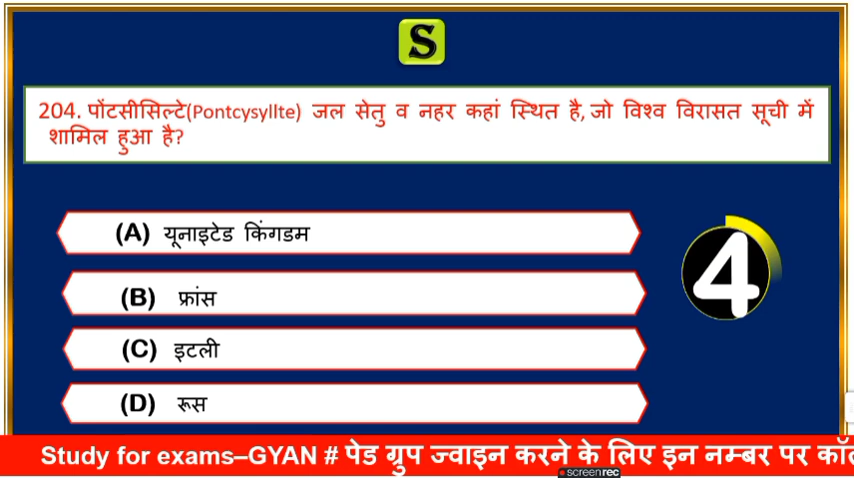 S
204. पोंटसीसिल्टे(Pontcysyllte) जल सेतु व नहर कहां स्थित है, जो विश्व विरासत सूची में
शामिल हुआ है?
(A) यूनाइटेड किंगडम
4
(B) फ्रांस
(C) इटली
(D) रूस
Study for exams–GYAN # पेड ग्रुप ज्वाइन करने के लिए इन नम्बर पर कॉल
screenrec